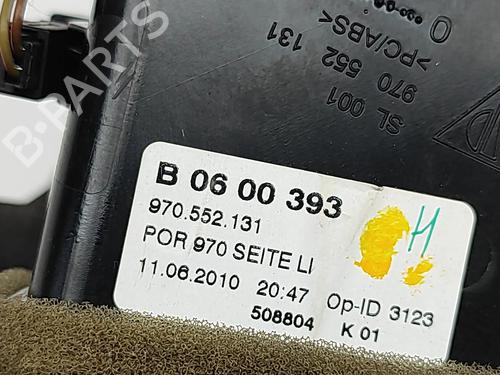 >PC/ABS<
970 552 131
SL 001
B 06 00 393
970.552.131
POR 970 SEITE LI
11.06.2010 20:47 Op-ID 3123
508804 K 01
H
B-PARTS